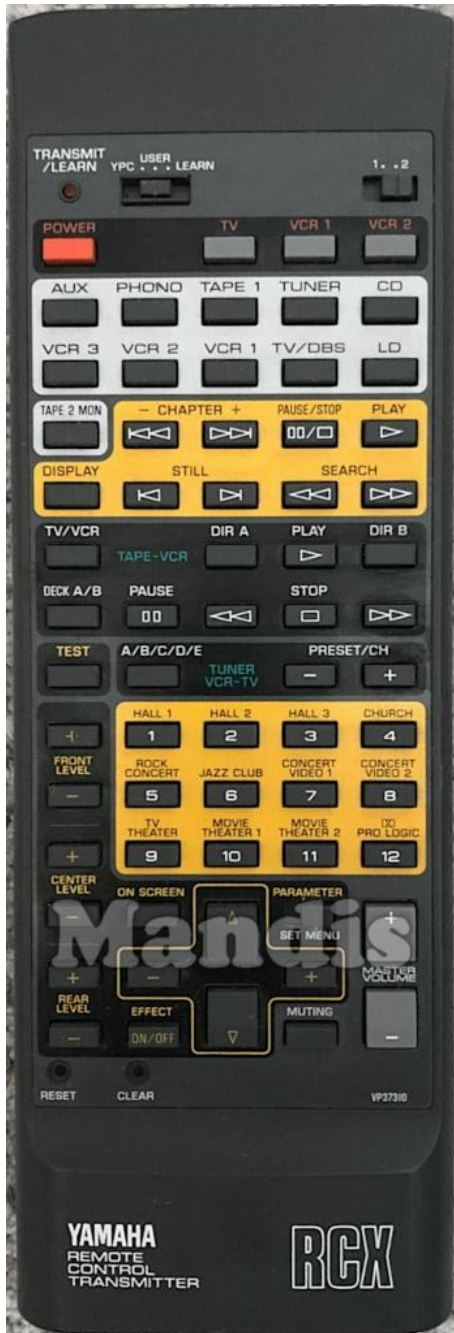 TRANSMIT
/LEARN
USER
YPC . . . LEARN
1 . . 2
POWER TV VCR 1 VCR 2
AUX PHONO TAPE 1 TUNER CD
VCR 3 VCR 2 VCR 1 TV/DBS LD
TAPE 2 MON - CHAPTER + PAUSE/STOP PLAY
DISPLAY STILL SEARCH
TV/VCR TAPE-VCR DIR A PLAY DIR B
DECK A/B PAUSE STOP
TEST A/B/C/D/E TUNER PRESET/CH
VCR-TV - +
HALL 1 HALL 2 HALL 3 CHURCH
1 2 3 4
FRONT
LEVEL
+
-
ROCK
CONCERT JAZZ CLUB CONCERT
VIDEO 1 CONCERT
VIDEO 2
5 6 7 8
TV
THEATER MOVIE
THEATER 1 MOVIE
THEATER 2 PRO LOGIC
9 10 11 12
+
CENTER
LEVEL
-
ON SCREEN PARAMETER
SET MENU
Mandis
+
- +
MASTER
VOLUME
REAR
LEVEL
-
EFFECT
ON/OFF
MUTING
-
RESET CLEAR VP37310
YAMAHA
REMOTE
CONTROL
TRANSMITTER
RCX